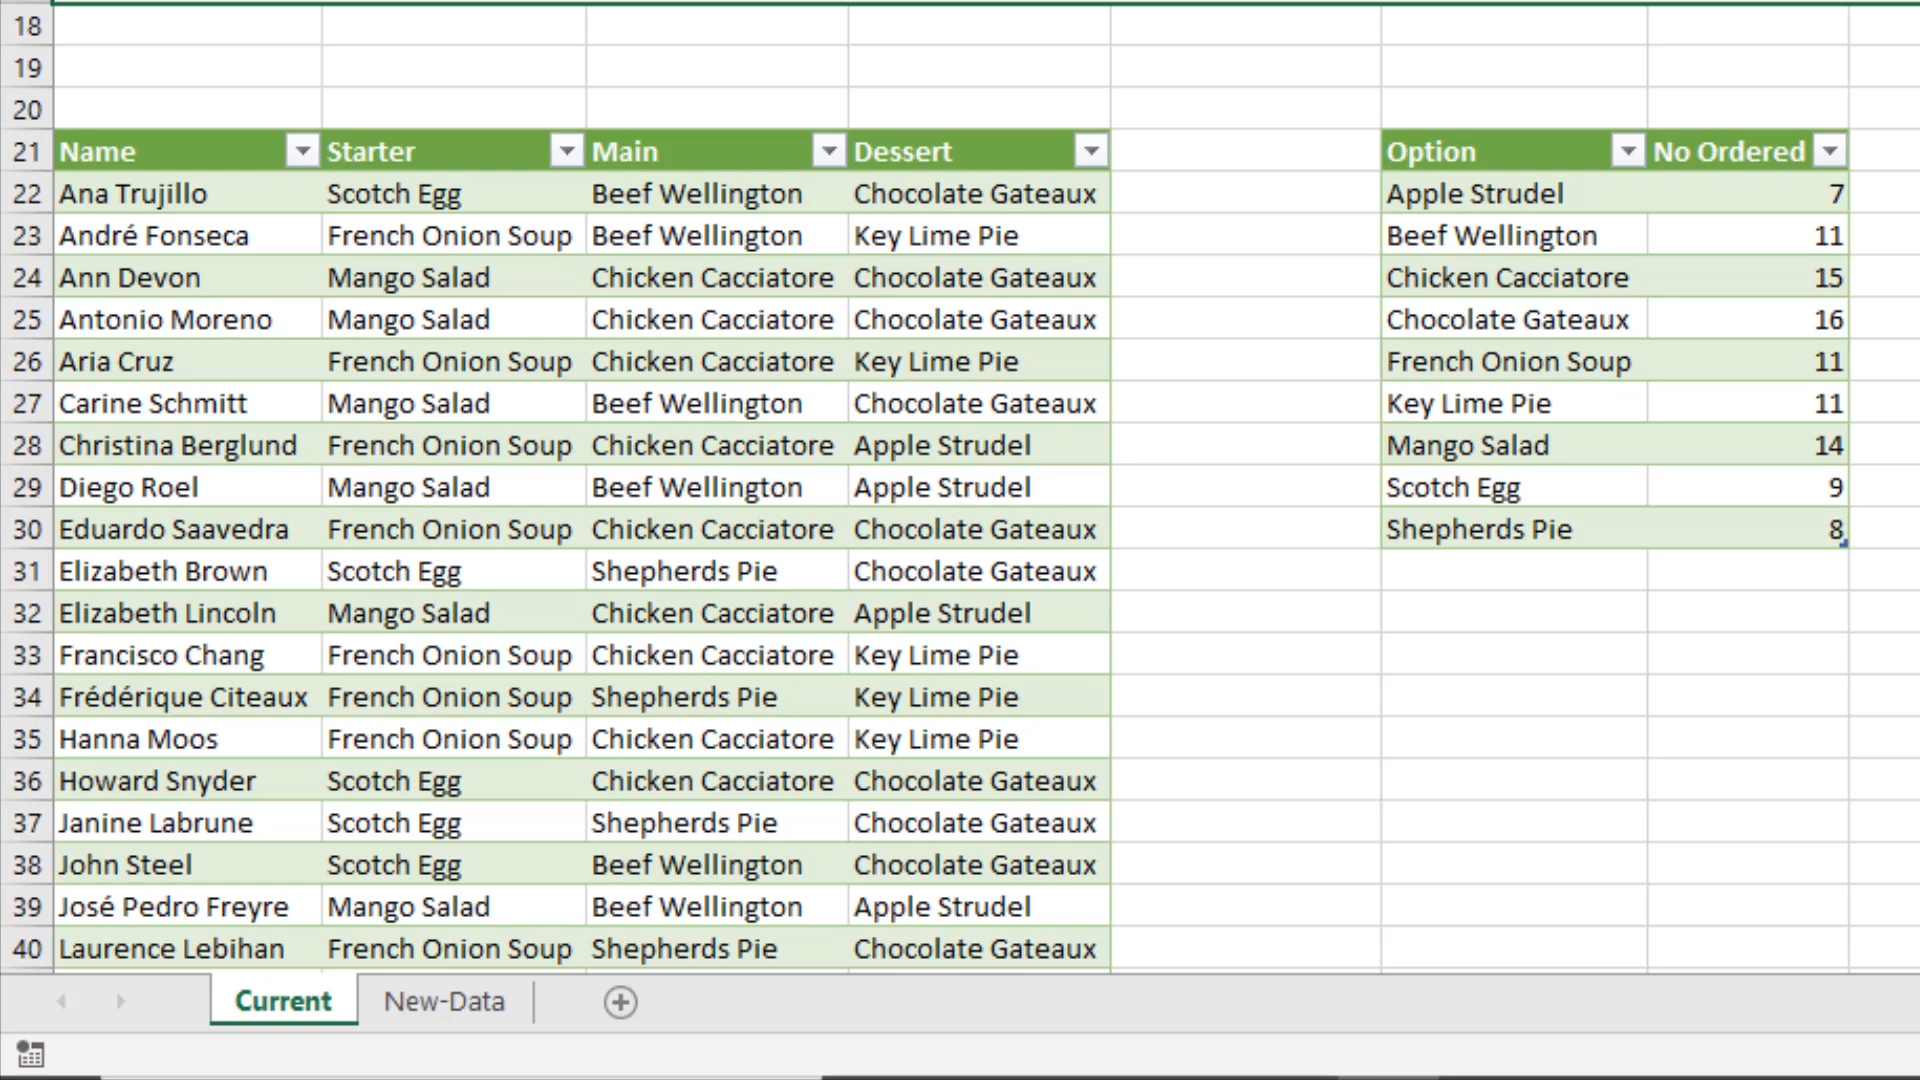 18
19
20
21 Name Starter Main Dessert Option No Ordered
22 Ana Trujillo Scotch Egg Beef Wellington Chocolate Gateaux Apple Strudel 7
23 André Fonseca French Onion Soup Beef Wellington Key Lime Pie Beef Wellington 11
24 Ann Devon Mango Salad Chicken Cacciatore Chocolate Gateaux Chicken Cacciatore 15
25 Antonio Moreno Mango Salad Chicken Cacciatore Chocolate Gateaux Chocolate Gateaux 16
26 Aria Cruz French Onion Soup Chicken Cacciatore Key Lime Pie French Onion Soup 11
27 Carine Schmitt Mango Salad Beef Wellington Chocolate Gateaux Key Lime Pie 11
28 Christina Berglund French Onion Soup Chicken Cacciatore Apple Strudel Mango Salad 14
29 Diego Roel Mango Salad Beef Wellington Apple Strudel Scotch Egg 9
30 Eduardo Saavedra French Onion Soup Chicken Cacciatore Chocolate Gateaux Shepherds Pie 8
31 Elizabeth Brown Scotch Egg Shepherds Pie Chocolate Gateaux
32 Elizabeth Lincoln Mango Salad Chicken Cacciatore Apple Strudel
33 Francisco Chang French Onion Soup Chicken Cacciatore Key Lime Pie
34 Frédérique Citeaux French Onion Soup Shepherds Pie Key Lime Pie
35 Hanna Moos French Onion Soup Chicken Cacciatore Key Lime Pie
36 Howard Snyder Scotch Egg Chicken Cacciatore Chocolate Gateaux
37 Janine Labrune Scotch Egg Shepherds Pie Chocolate Gateaux
38 John Steel Scotch Egg Beef Wellington Chocolate Gateaux
39 José Pedro Freyre Mango Salad Beef Wellington Apple Strudel
40 Laurence Lebihan French Onion Soup Shepherds Pie Chocolate Gateaux
Current New-Data